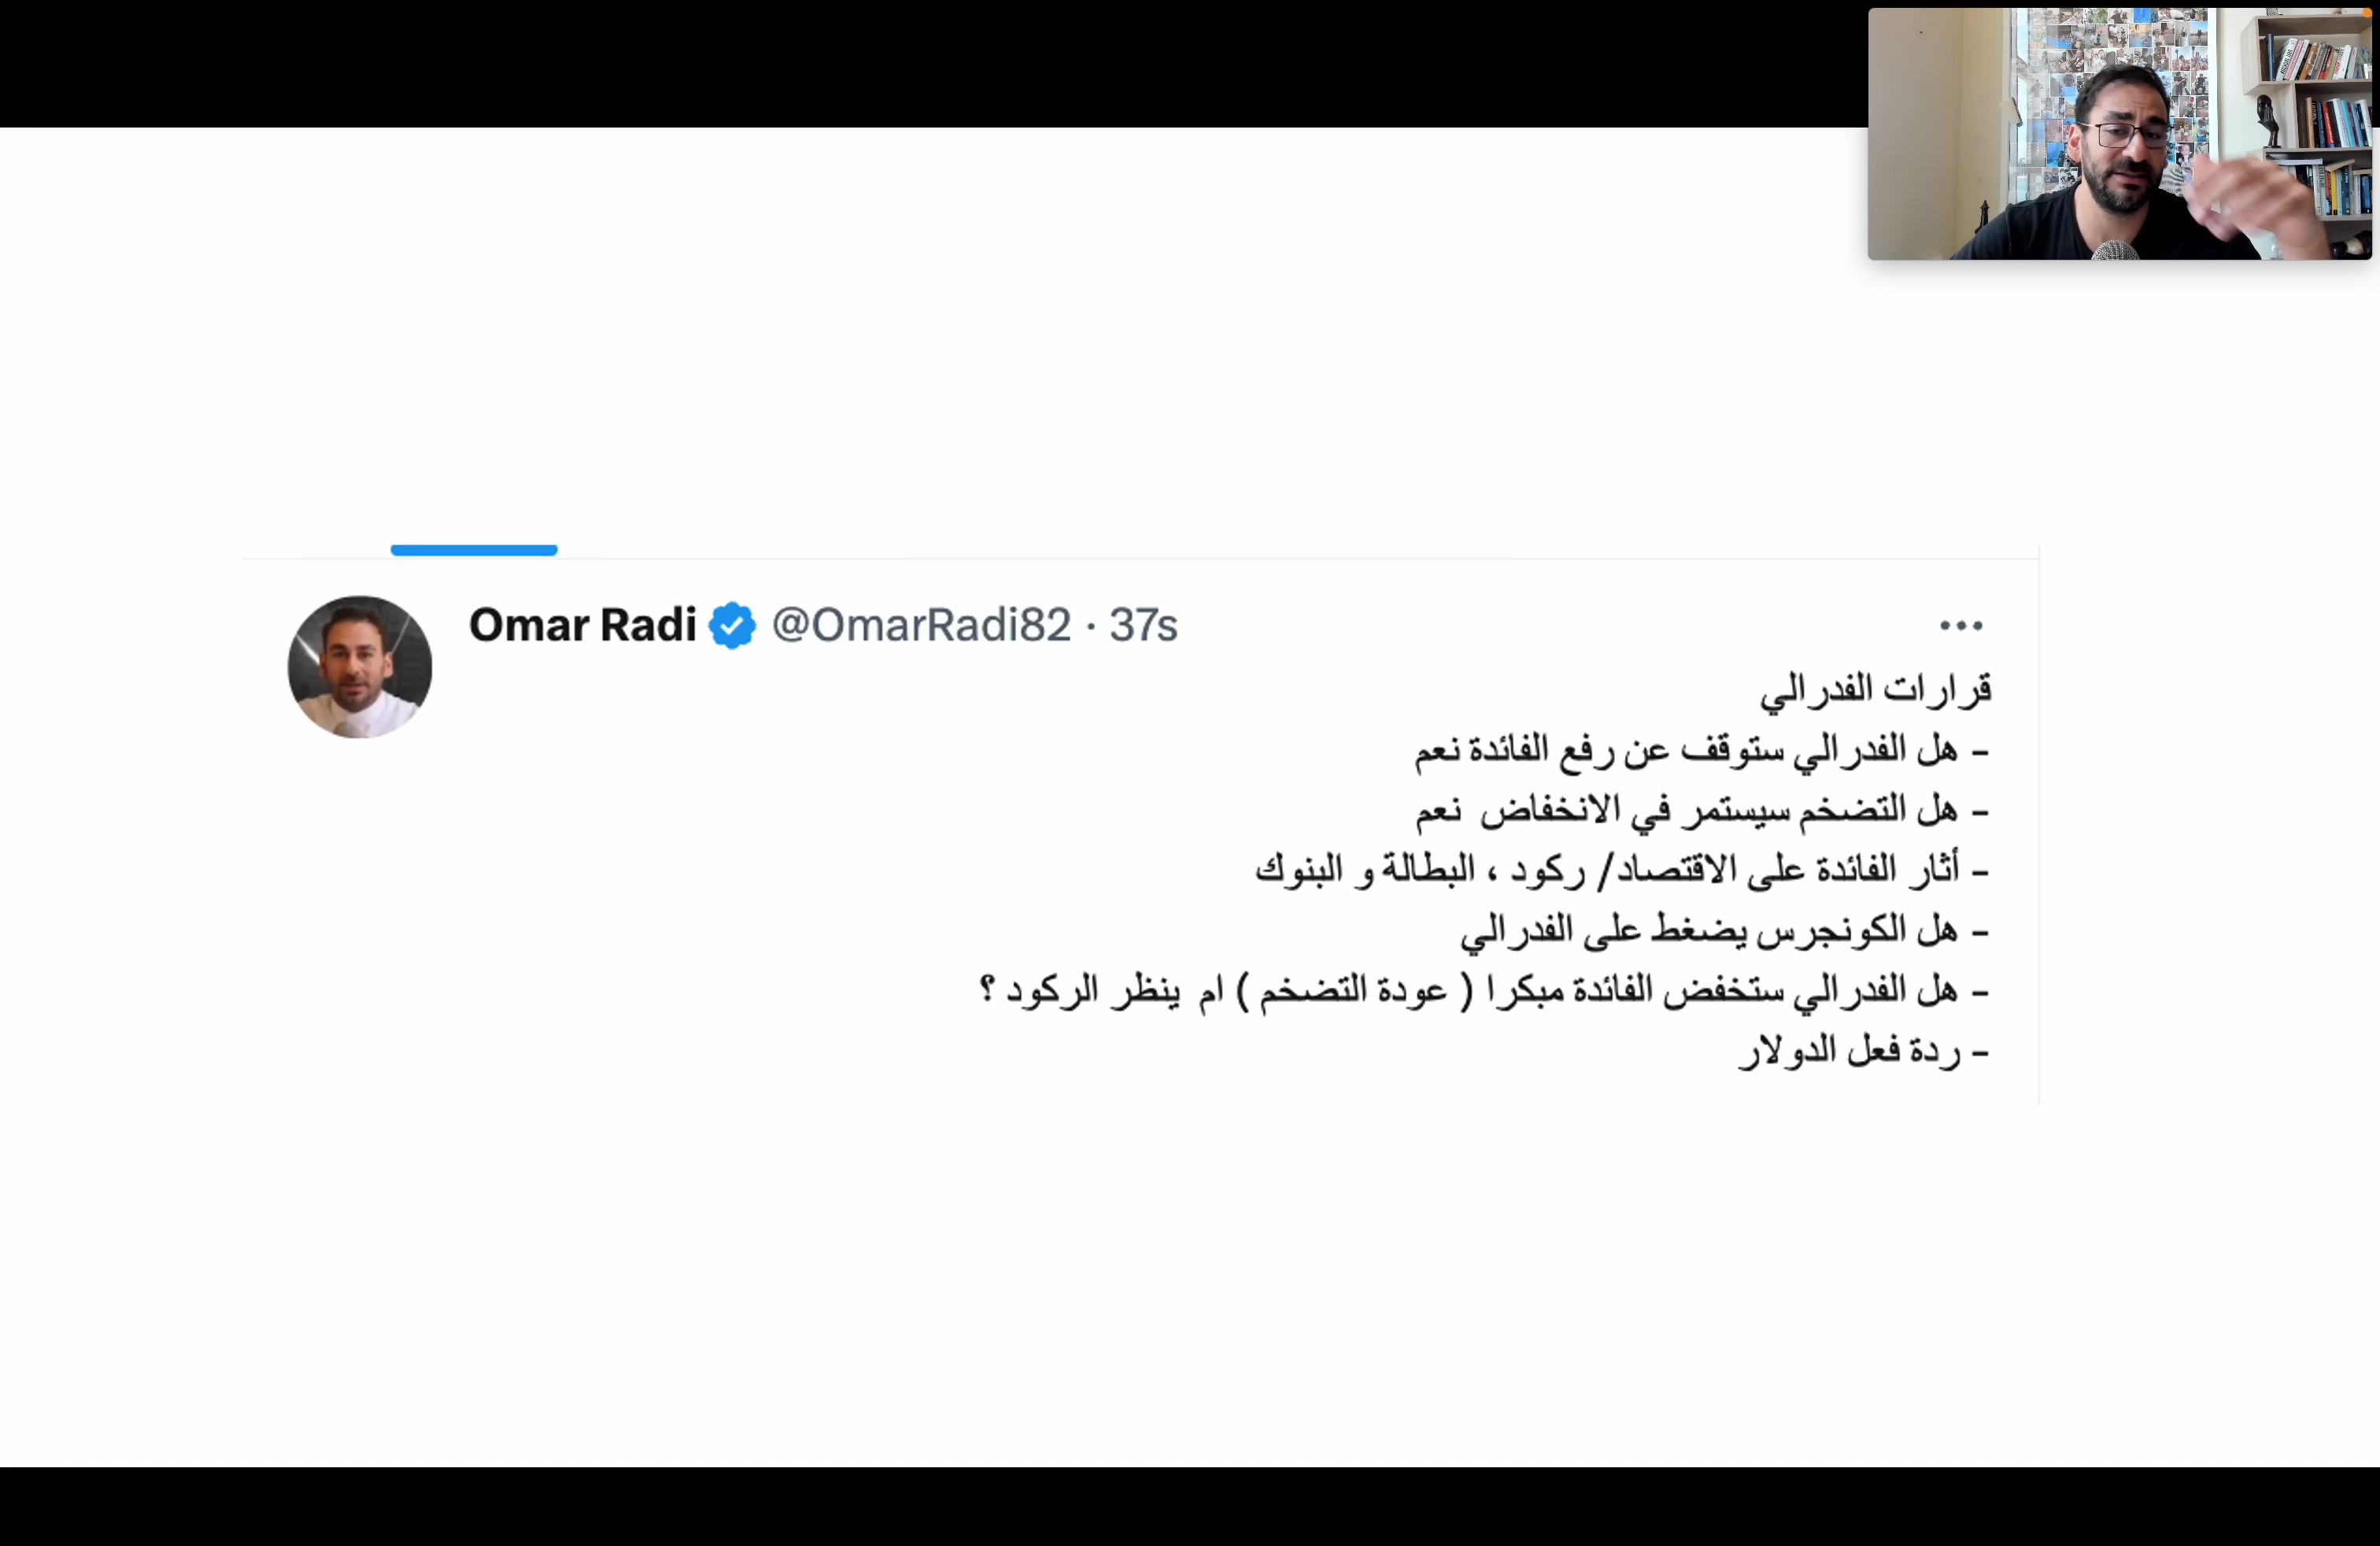 Omar Radi @OmarRadi82 · 37s
قرارات الفدرالي
- هل الفدرالي ستوقف عن رفع الفائدة نعم
- هل التضخم سيستمر في الانخفاض نعم
- أثار الفائدة على الاقتصاد/ ركود ، البطالة و البنوك
- هل الكونجرس يضغط على الفدرالي
- هل الفدرالي ستخفض الفائدة مبكرا ( عودة التضخم ) ام ينظر الركود ؟
- ردة فعل الدولار